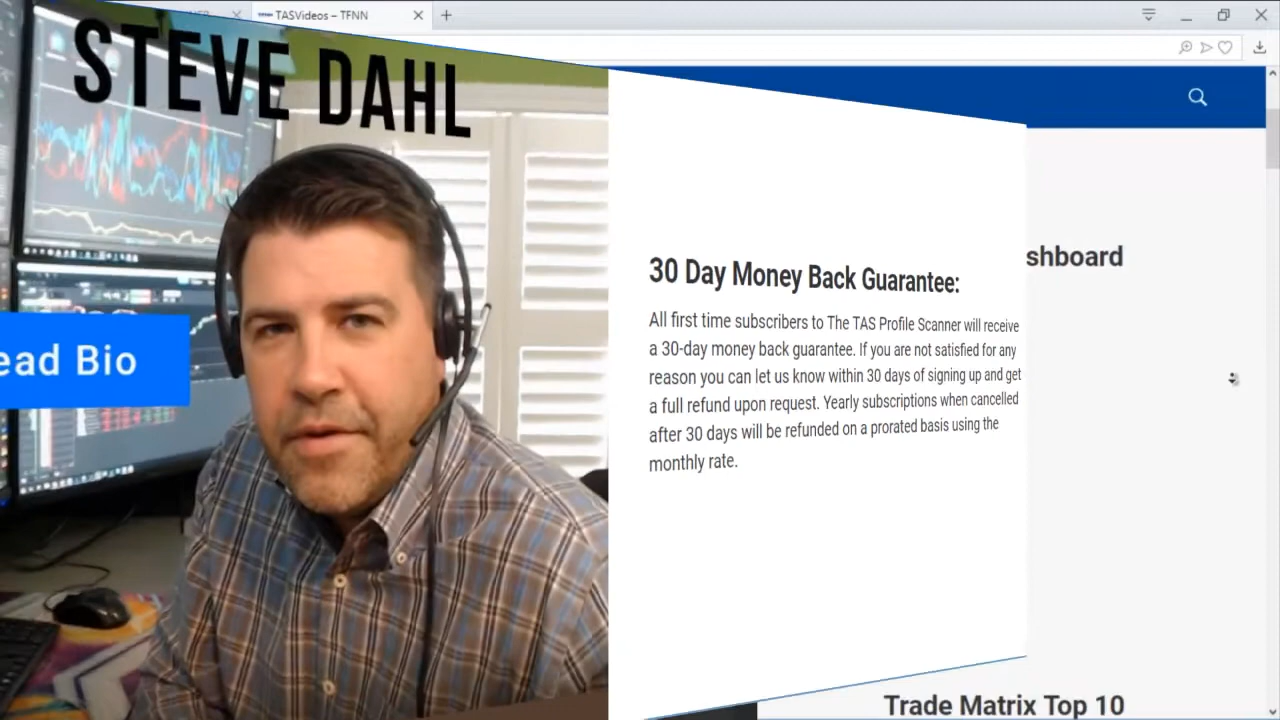 TASVideos – TFNN
STEVE DAHL
30 Day Money Back Guarantee:
All first time subscribers to The TAS Profile Scanner will receive
a 30-day money back guarantee. If you are not satisfied for any
reason you can let us know within 30 days of signing up and get
a full refund upon request. Yearly subscriptions when cancelled
after 30 days will be refunded on a prorated basis using the
monthly rate.
shboard
ead Bio
Trade Matrix Top 10